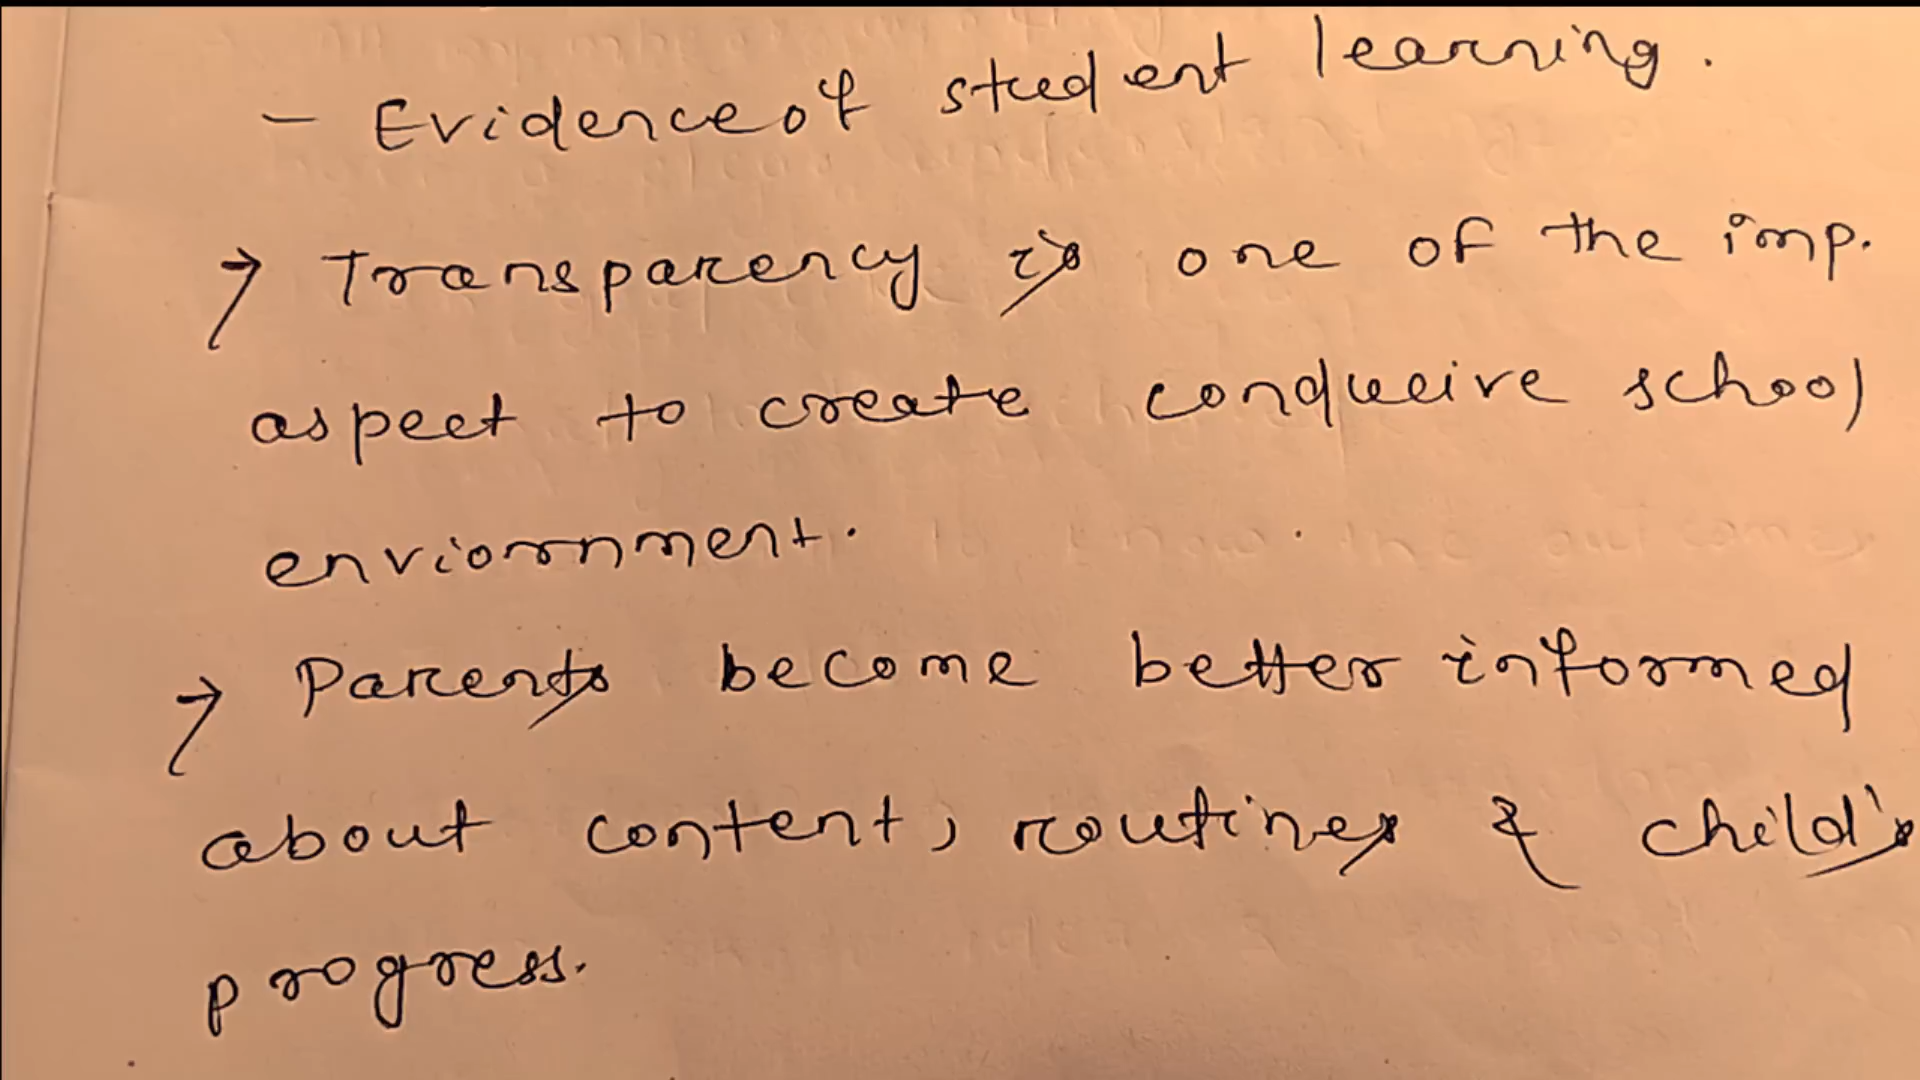 - Evidence of student learning.
→ Transparency is one of the imp.
aspect to create conducive school
enviornment.
→ Parents become better informed
about content, routines & child's
progress.